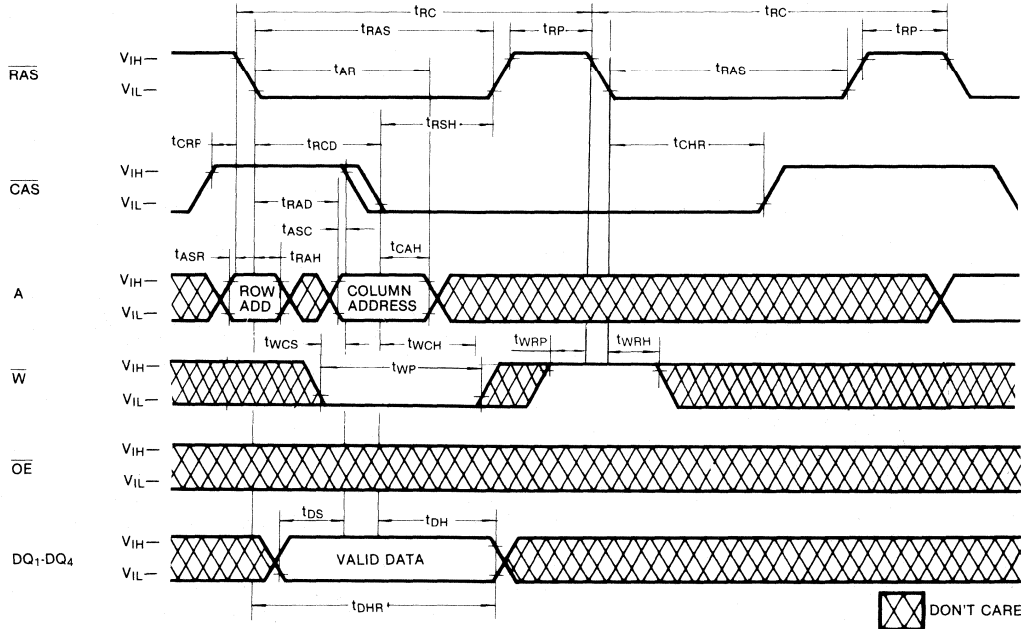 tRC tRC
tRAS tRP tRP
RAS VIH VIL tAR tRAS
tRSH
tCRP tRCD tCHR
CAS VIH VIL
tRAD
tASC
tASR tRAH tCAH
A VIH VIL ROW ADD COLUMN ADDRESS
tWCS tWCH tWRP tWRH
tWP
W VIH VIL
OE VIH VIL
tDS tDH
DQ1-DQ4 VIH VIL VALID DATA
tDHR
DON'T CARE